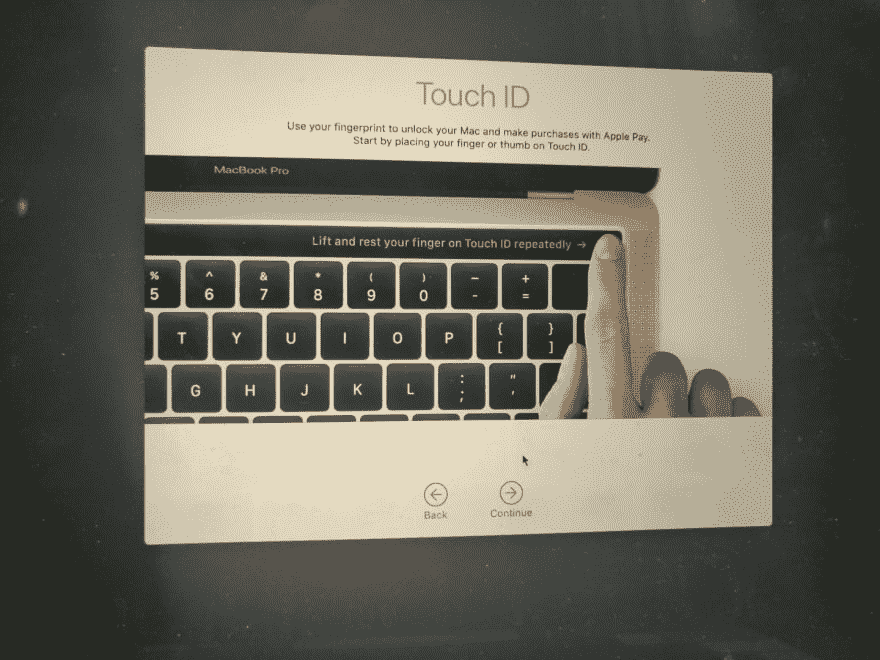 Touch ID
Use your fingerprint to unlock your Mac and make purchases with Apple Pay.
Start by placing your finger or thumb on Touch ID.
MacBook Pro
Lift and rest your finger on Touch ID repeatedly →
% ^ & * ( ) – +
5 6 7 8 9 0 - =
{ }
T Y U I O P [ ]
: "
G H J K L ; '
Back
Continue